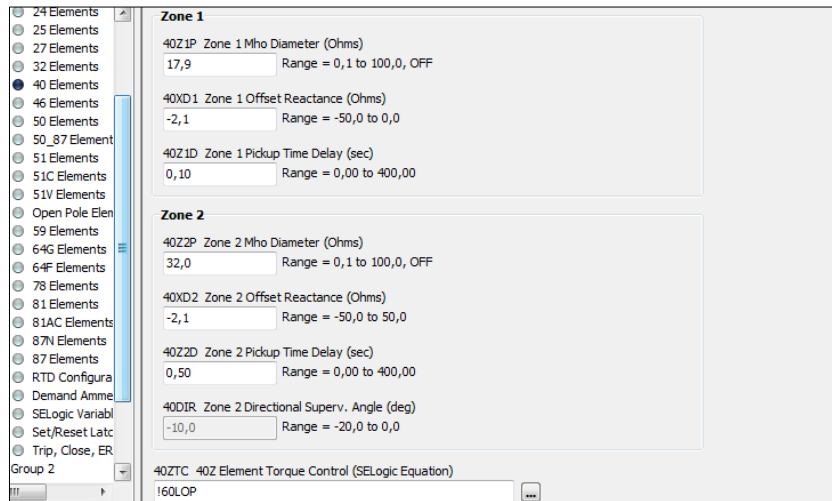 24 Elements
25 Elements
27 Elements
32 Elements
40 Elements
46 Elements
50 Elements
50_87 Element
51 Elements
51C Elements
51V Elements
Open Pole Elen
59 Elements
64G Elements
64F Elements
78 Elements
81 Elements
81AC Elements
87N Elements
87 Elements
RTD Configura
Demand Amme
SELogic Variabl
Set/Reset Latc
Trip, Close, ER
Group 2
Zone 1
40Z1P Zone 1 Mho Diameter (Ohms)
17,9 Range = 0,1 to 100,0, OFF
40XD1 Zone 1 Offset Reactance (Ohms)
-2,1 Range = -50,0 to 0,0
40Z1D Zone 1 Pickup Time Delay (sec)
0,10 Range = 0,00 to 400,00
Zone 2
40Z2P Zone 2 Mho Diameter (Ohms)
32,0 Range = 0,1 to 100,0, OFF
40XD2 Zone 2 Offset Reactance (Ohms)
-2,1 Range = -50,0 to 50,0
40Z2D Zone 2 Pickup Time Delay (sec)
0,50 Range = 0,00 to 400,00
40DIR Zone 2 Directional Superv. Angle (deg)
-10,0 Range = -20,0 to 0,0
40ZTC 40Z Element Torque Control (SELogic Equation)
!60LOP ...